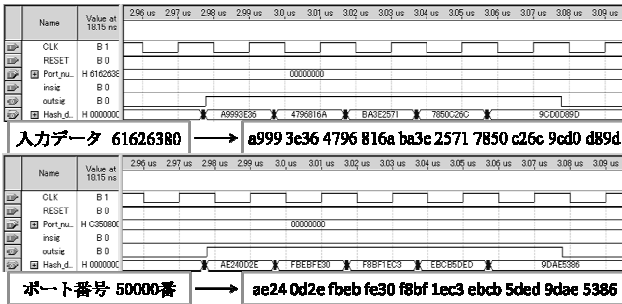 Name Value at 18.15 ns 2.96 us 2.97 us 2.98 us 2.99 us 3.0 us 3.01 us 3.02 us 3.03 us 3.04 us 3.05 us 3.06 us 3.07 us 3.08 us 3.09 us
CLK B 1
RESET B 0
Port_nu... H 6162638 00000000
insig B 0
outsig B 0
Hash_d... H 0000000 A9993E36 4796816A BA3E2571 7850C26C 9CD0D89D
入力データ 61626380 a999 3e36 4796 816a ba3e 2571 7850 c26c 9cd0 d89d
Name Value at 18.15 ns 2.96 us 2.97 us 2.98 us 2.99 us 3.0 us 3.01 us 3.02 us 3.03 us 3.04 us 3.05 us 3.06 us 3.07 us 3.08 us 3.09 us
CLK B 1
RESET B 0
Port_nu... H C350800 00000000
insig B 0
outsig B 0
Hash_d... H 0000000 AE240D2E FBEBFE30 F8BF1EC3 EBCB5DED 9DAE5386
ポート番号 50000番 ae24 0d2e fbeb fe30 f8bf 1ec3 ebcb 5ded 9dae 5386